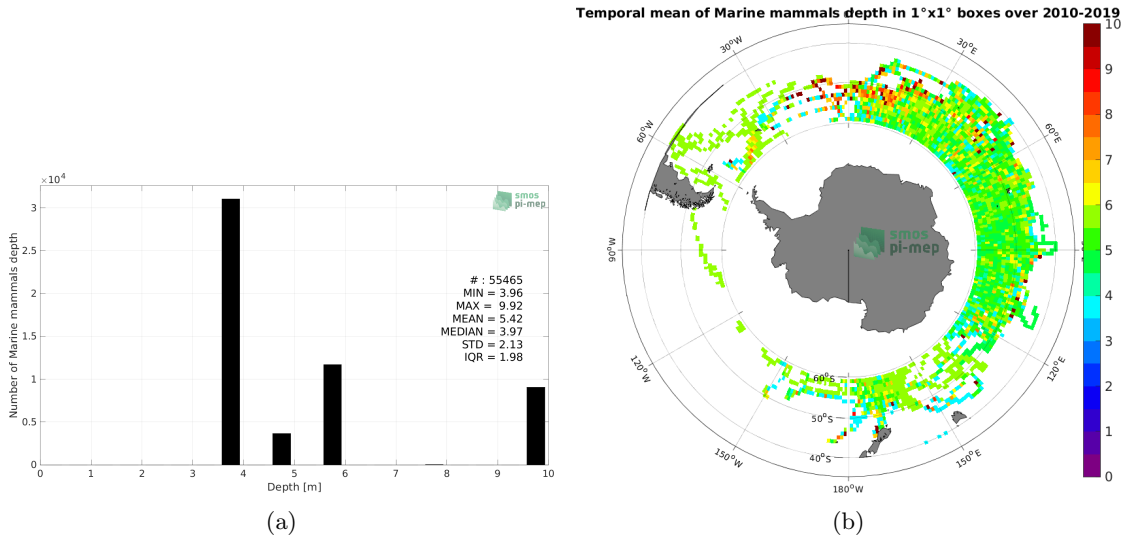 Temporal mean of Marine mammals depth in 1°x1° boxes over 2010-2019
×10⁴
3
2.5
2
1.5
1
0.5
0
Number of Marine mammals depth
0 1 2 3 4 5 6 7 8 9 10
Depth [m]
smos
pi-mep
# : 55465
MIN = 3.96
MAX = 9.92
MEAN = 5.42
MEDIAN = 3.97
STD = 2.13
IQR = 1.98
(a)
30°W
0°
30°E
60°W
60°E
90°W
120°W
120°E
150°W
150°E
180°W
60°S
50°S
40°S
smos
pi-mep
10
9
8
7
6
5
4
3
2
1
0
(b)